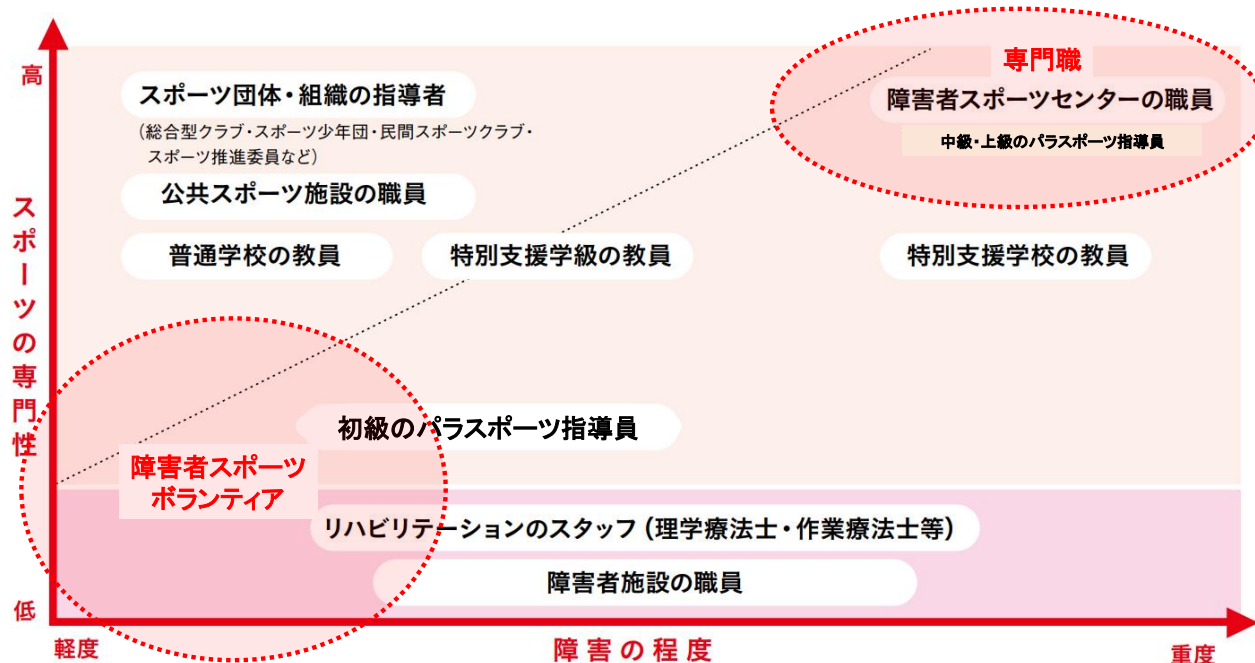 高
専門職
スポーツ団体・組織の指導者
障害者スポーツセンターの職員
（総合型クラブ・スポーツ少年団・民間スポーツクラブ・
スポーツ推進委員など）
中級・上級のパラスポーツ指導員
公共スポーツ施設の職員
スポーツの専門性
普通学校の教員
特別支援学級の教員
特別支援学校の教員
初級のパラスポーツ指導員
障害者スポーツ
ボランティア
リハビリテーションのスタッフ（理学療法士・作業療法士等）
障害者施設の職員
低
軽度
障害の程度
重度